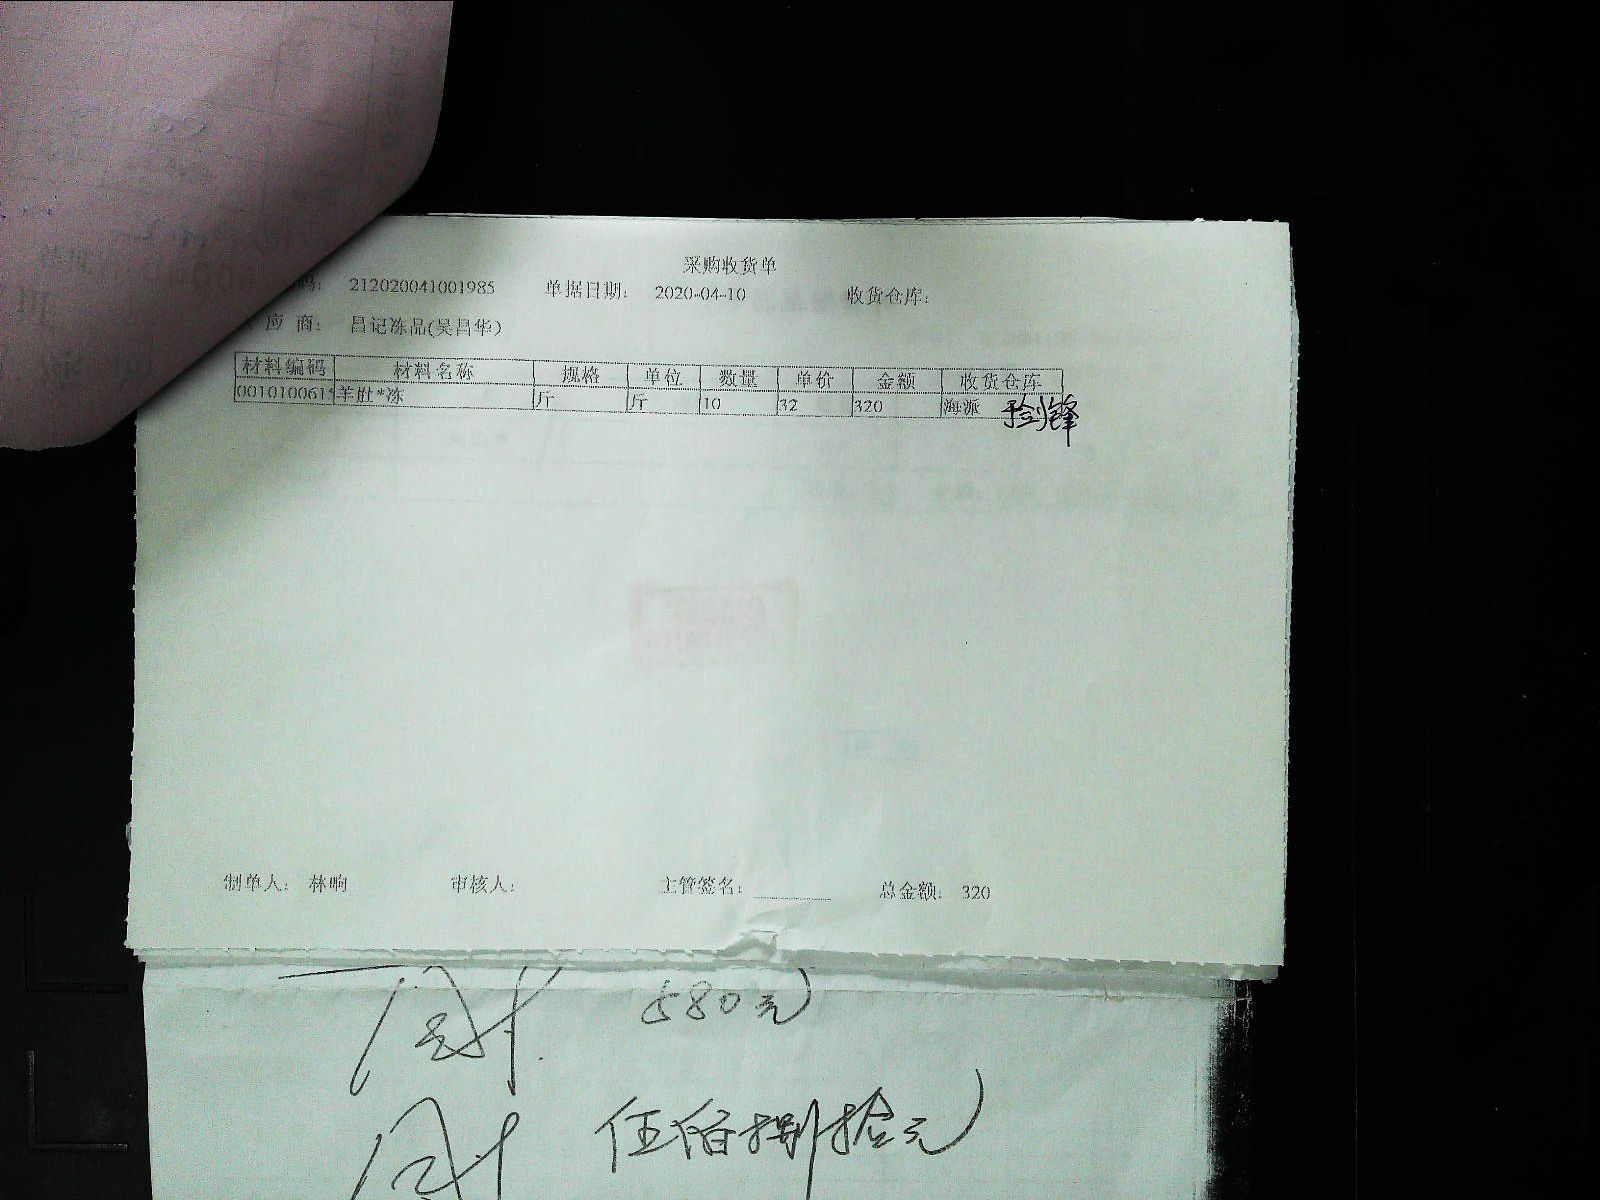 采购收货单
码： 212020041001985 单据日期： 2020-04-10 收货仓库：
应 商： 昌记冻品(吴昌华)
材料编码 材料名称 规格 单位 数量 单价 金额 收货仓库
0010100615 羊肚*冻 斤 斤 10 32 320 海派
制单人： 林晌 审核人： 主管签名： 总金额： 320
580元
伍佰捌拾元